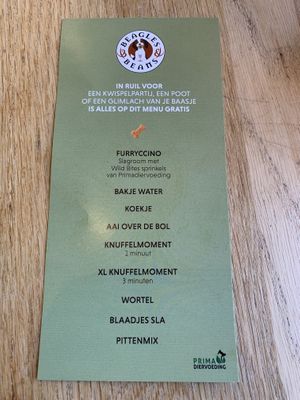 BEAGLES
& BEANS
IN RUIL VOOR
EEN KWISPELPARTIJ, EEN POOT
OF EEN GLIMLACH VAN JE BAASJE
IS ALLES OP DIT MENU GRATIS
FURRYCCINO
Slagroom met
Wild Bites sprinkels
van Primadiervoeding
BAKJE WATER
KOEKJE
AAI OVER DE BOL
KNUFFELMOMENT
1 minuut
XL KNUFFELMOMENT
3 minuten
WORTEL
BLAADJES SLA
PITTENMIX
PRIMA
DIERVOEDING